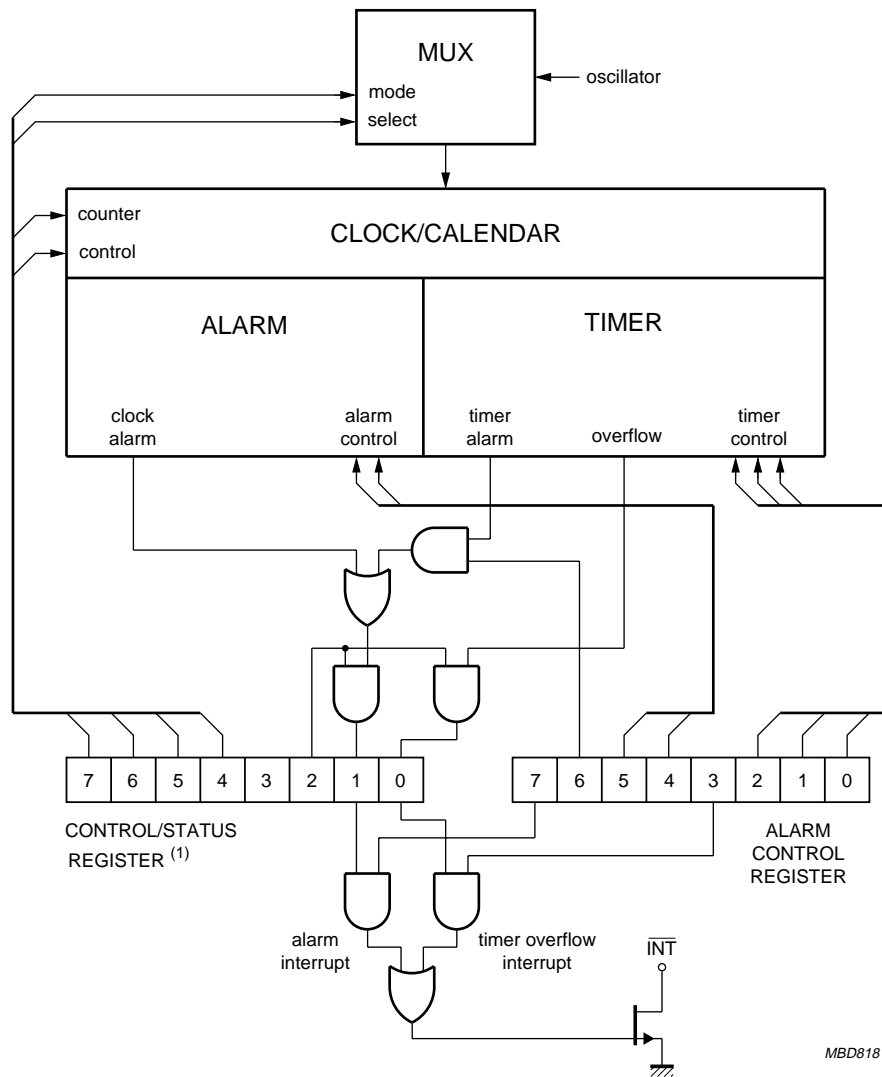 MUX
oscillator
mode
select
counter
control
CLOCK/CALENDAR
ALARM
TIMER
clock
alarm
alarm
control
timer
alarm
overflow
timer
control
7 6 5 4 3 2 1 0
7 6 5 4 3 2 1 0
CONTROL/STATUS
REGISTER (1)
ALARM
CONTROL
REGISTER
alarm
interrupt
timer overflow
interrupt
INT
MBD818